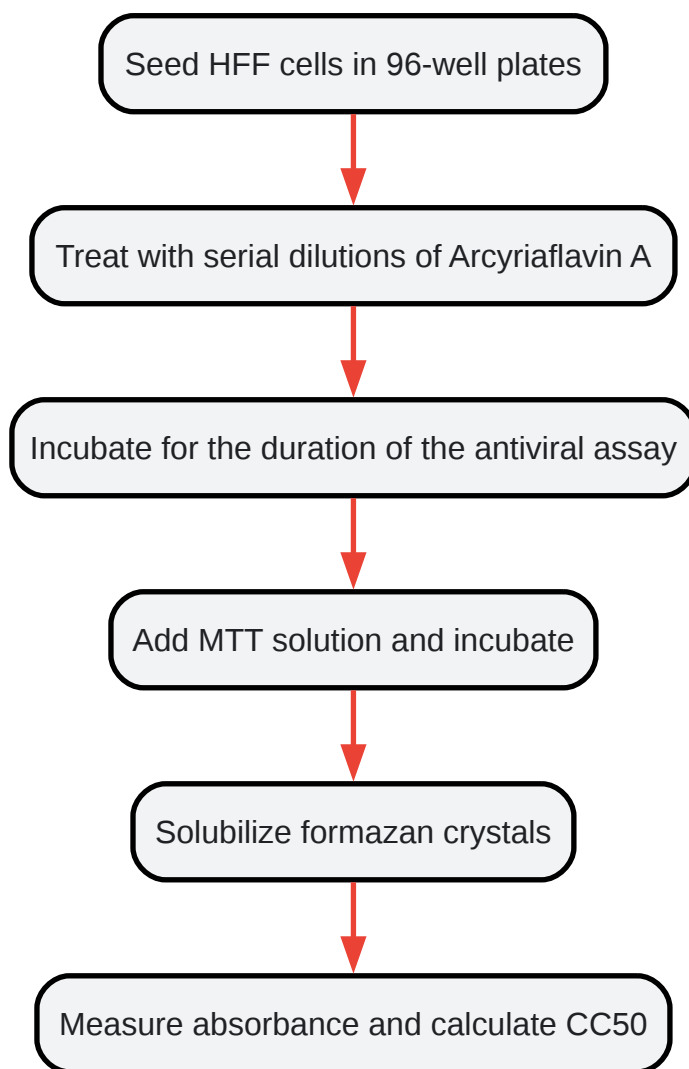 Seed HFF cells in 96-well plates
Treat with serial dilutions of Arcyriaflavin A
Incubate for the duration of the antiviral assay
Add MTT solution and incubate
Solubilize formazan crystals
Measure absorbance and calculate CC50